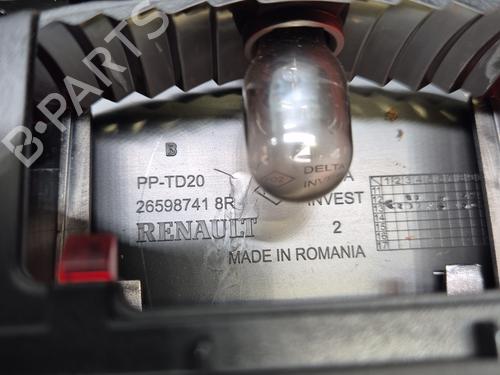 B-PARTS
B
PP-TD20
26598741 8R
RENAULT
DELTA
INVEST
2
MADE IN ROMANIA